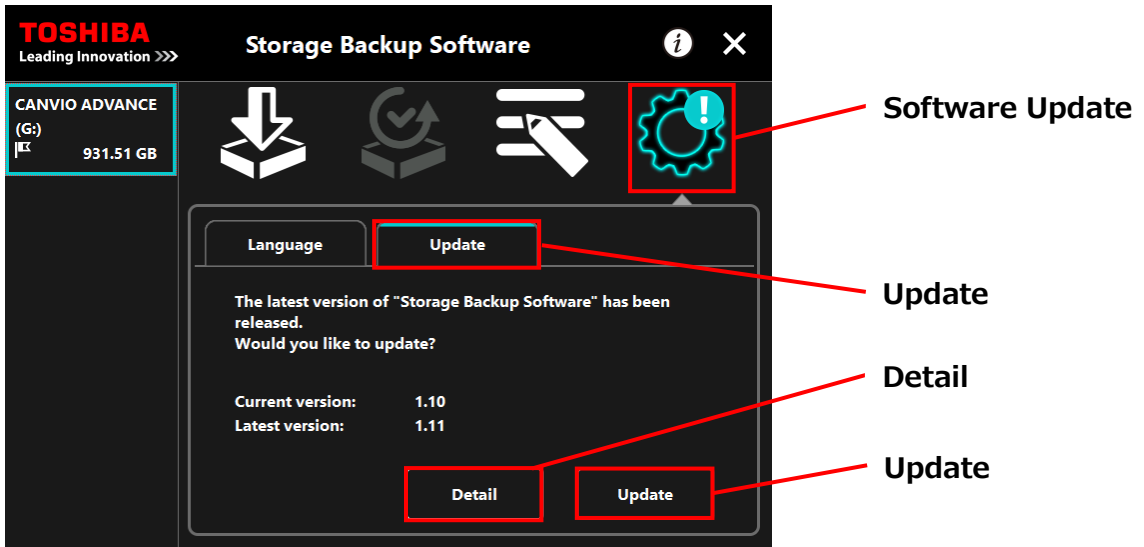 TOSHIBA
Leading Innovation >>>
Storage Backup Software
i
CANVIO ADVANCE
(G:)
931.51 GB
!
Software Update
Language
Update
Update
The latest version of "Storage Backup Software" has been
released.
Would you like to update?
Detail
Current version: 1.10
Latest version: 1.11
Update
Detail
Update